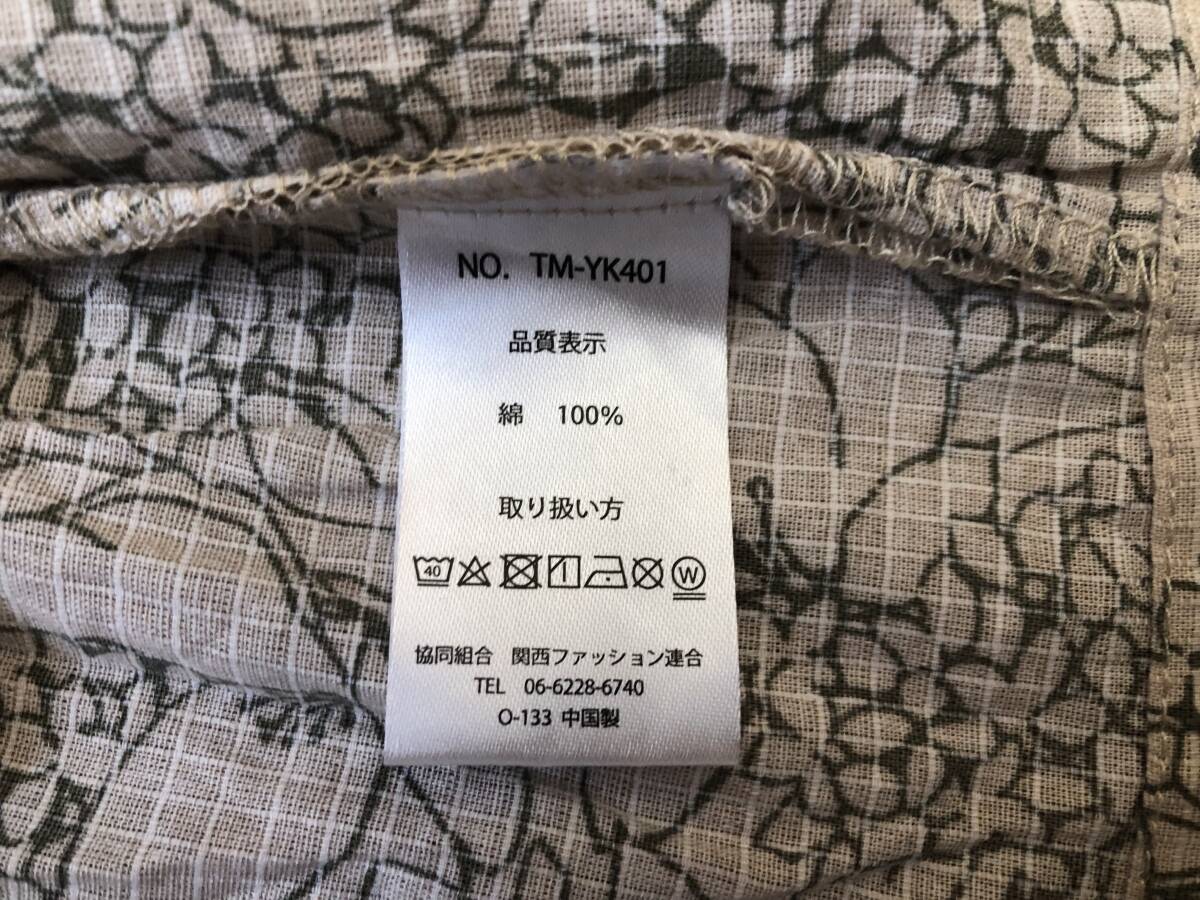 NO. TM-YK401
品質表示
綿 100%
取り扱い方
40 W
協同組合 関西ファッション連合
TEL 06-6228-6740
O-133 中国製